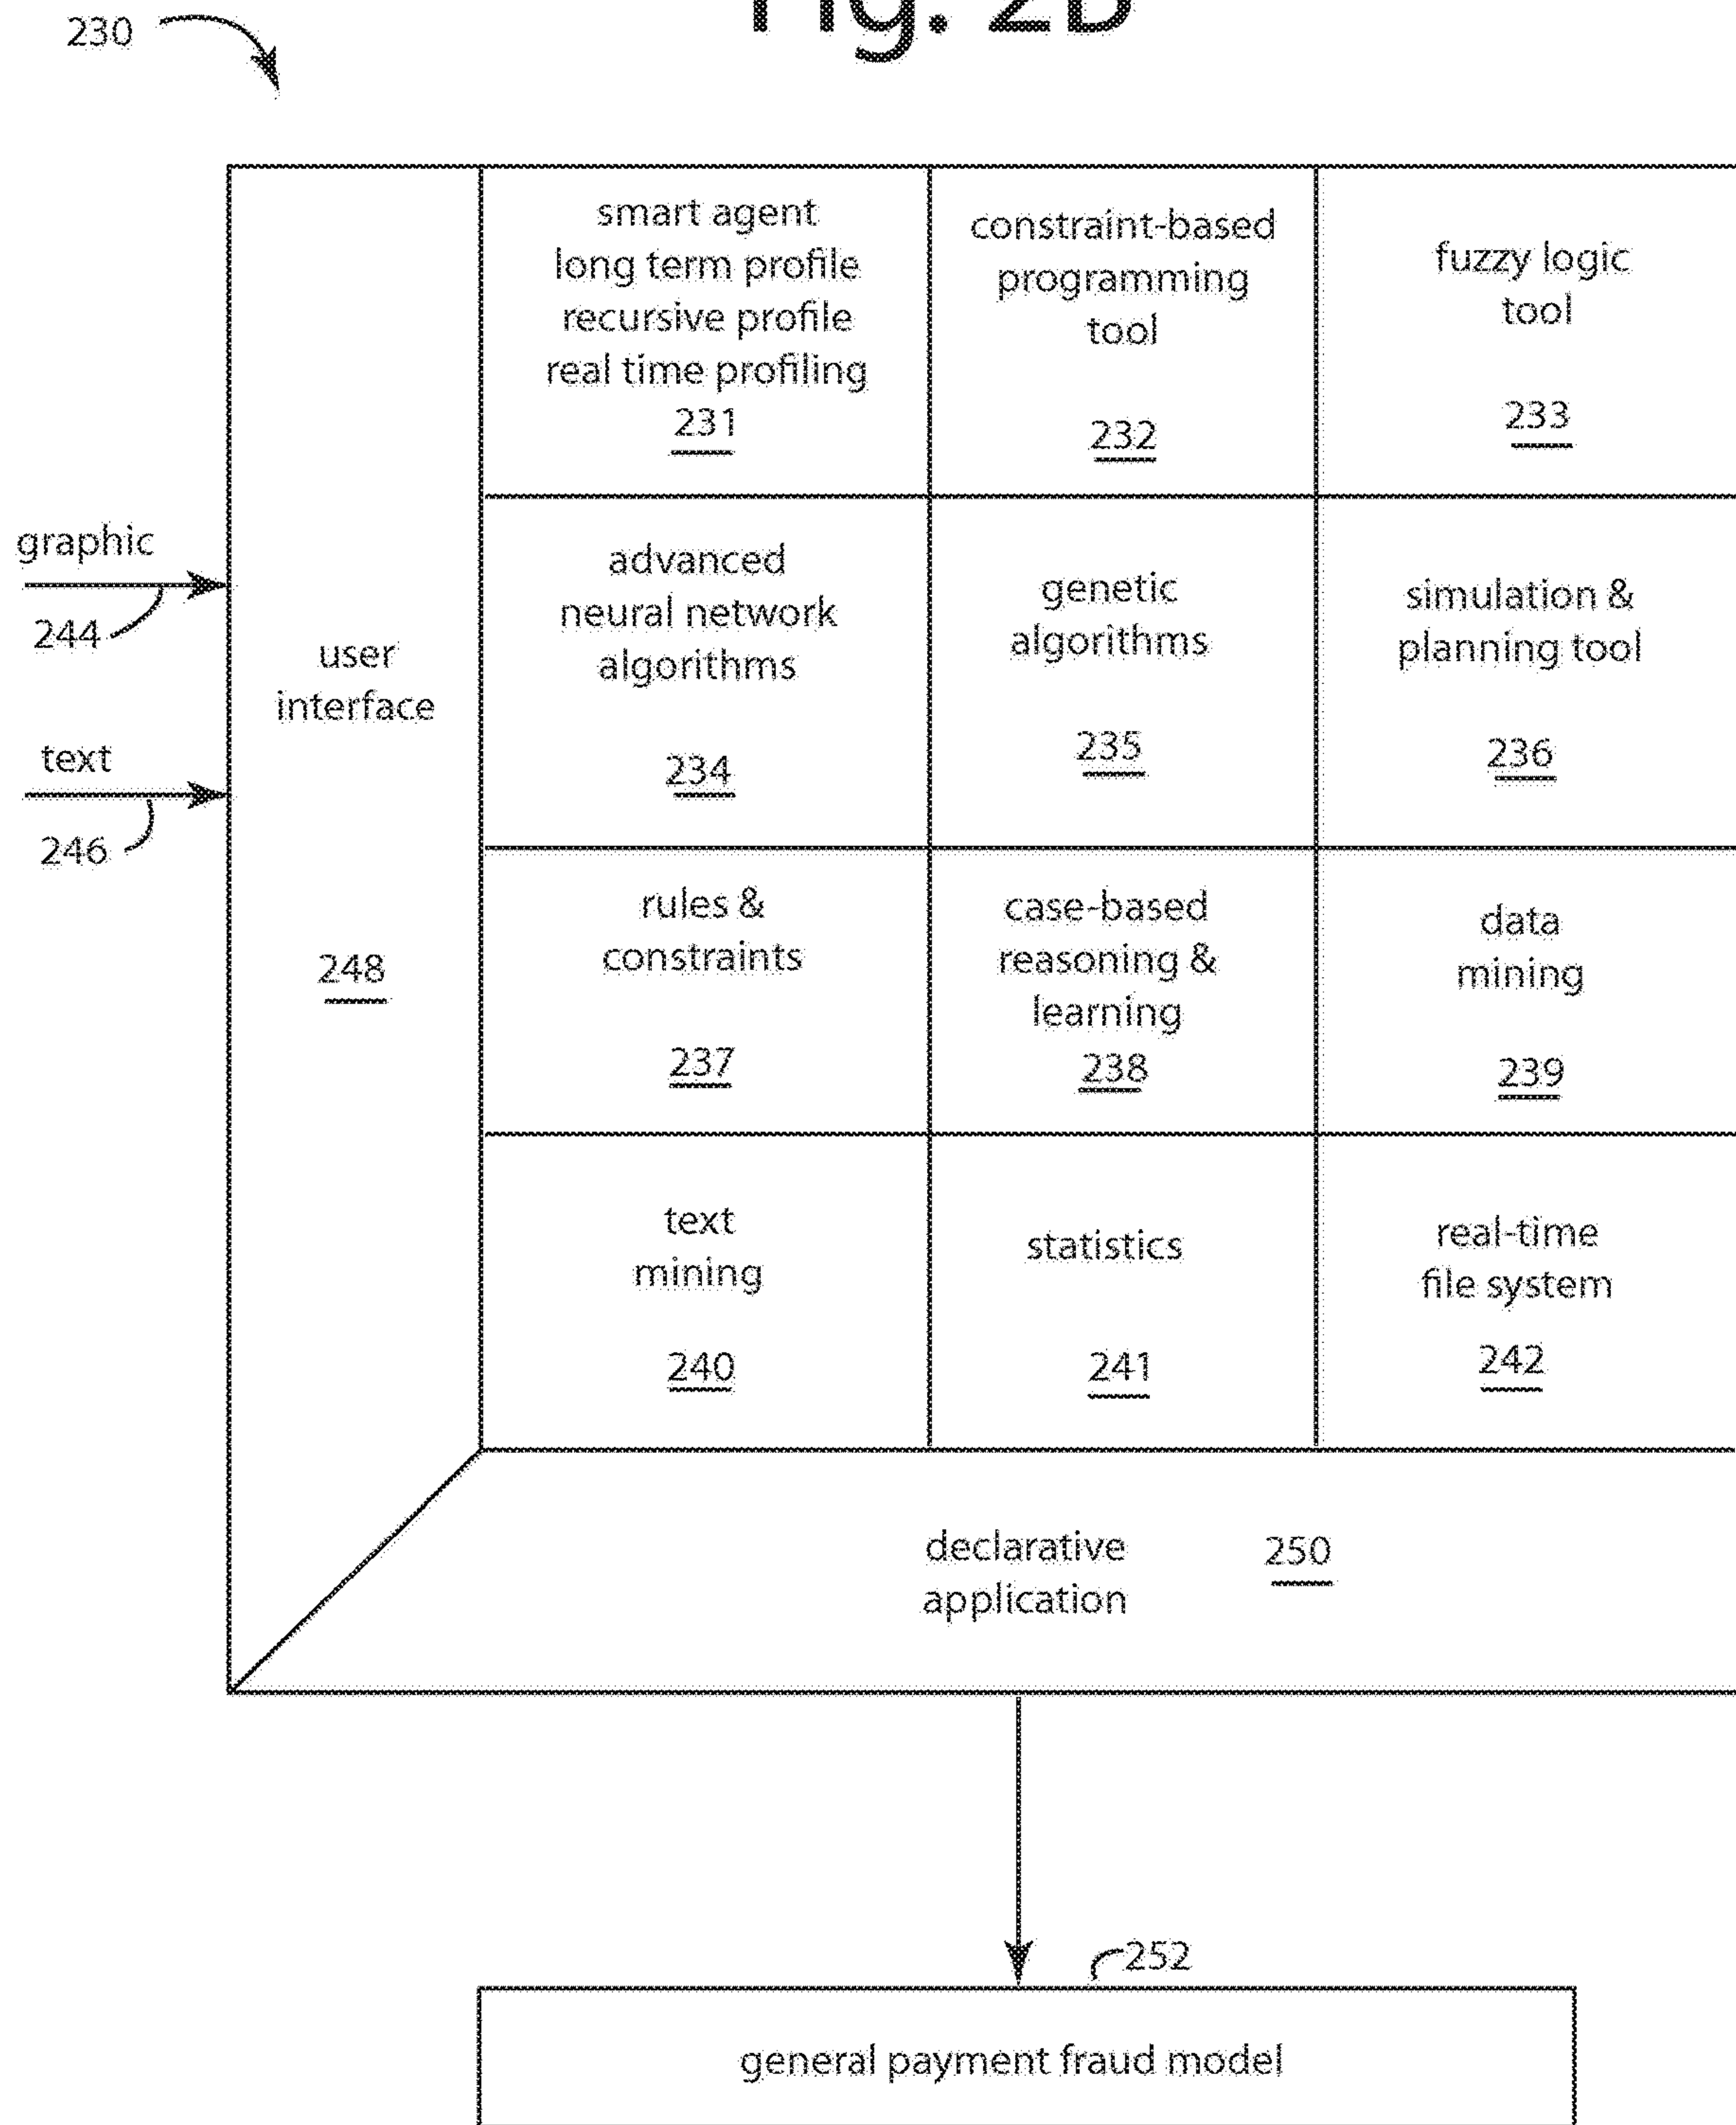 Fig. 2B
230
smart agent
long term profile
recursive profile
real time profiling
231
constraint-based
programming
tool
232
fuzzy logic
tool
233
graphic
244
text
246
user
interface
248
advanced
neural network
algorithms
234
genetic
algorithms
235
simulation &
planning tool
236
rules &
constraints
237
case-based
reasoning &
learning
238
data
mining
239
text
mining
240
statistics
241
real-time
file system
242
declarative
application
250
252
general payment fraud model